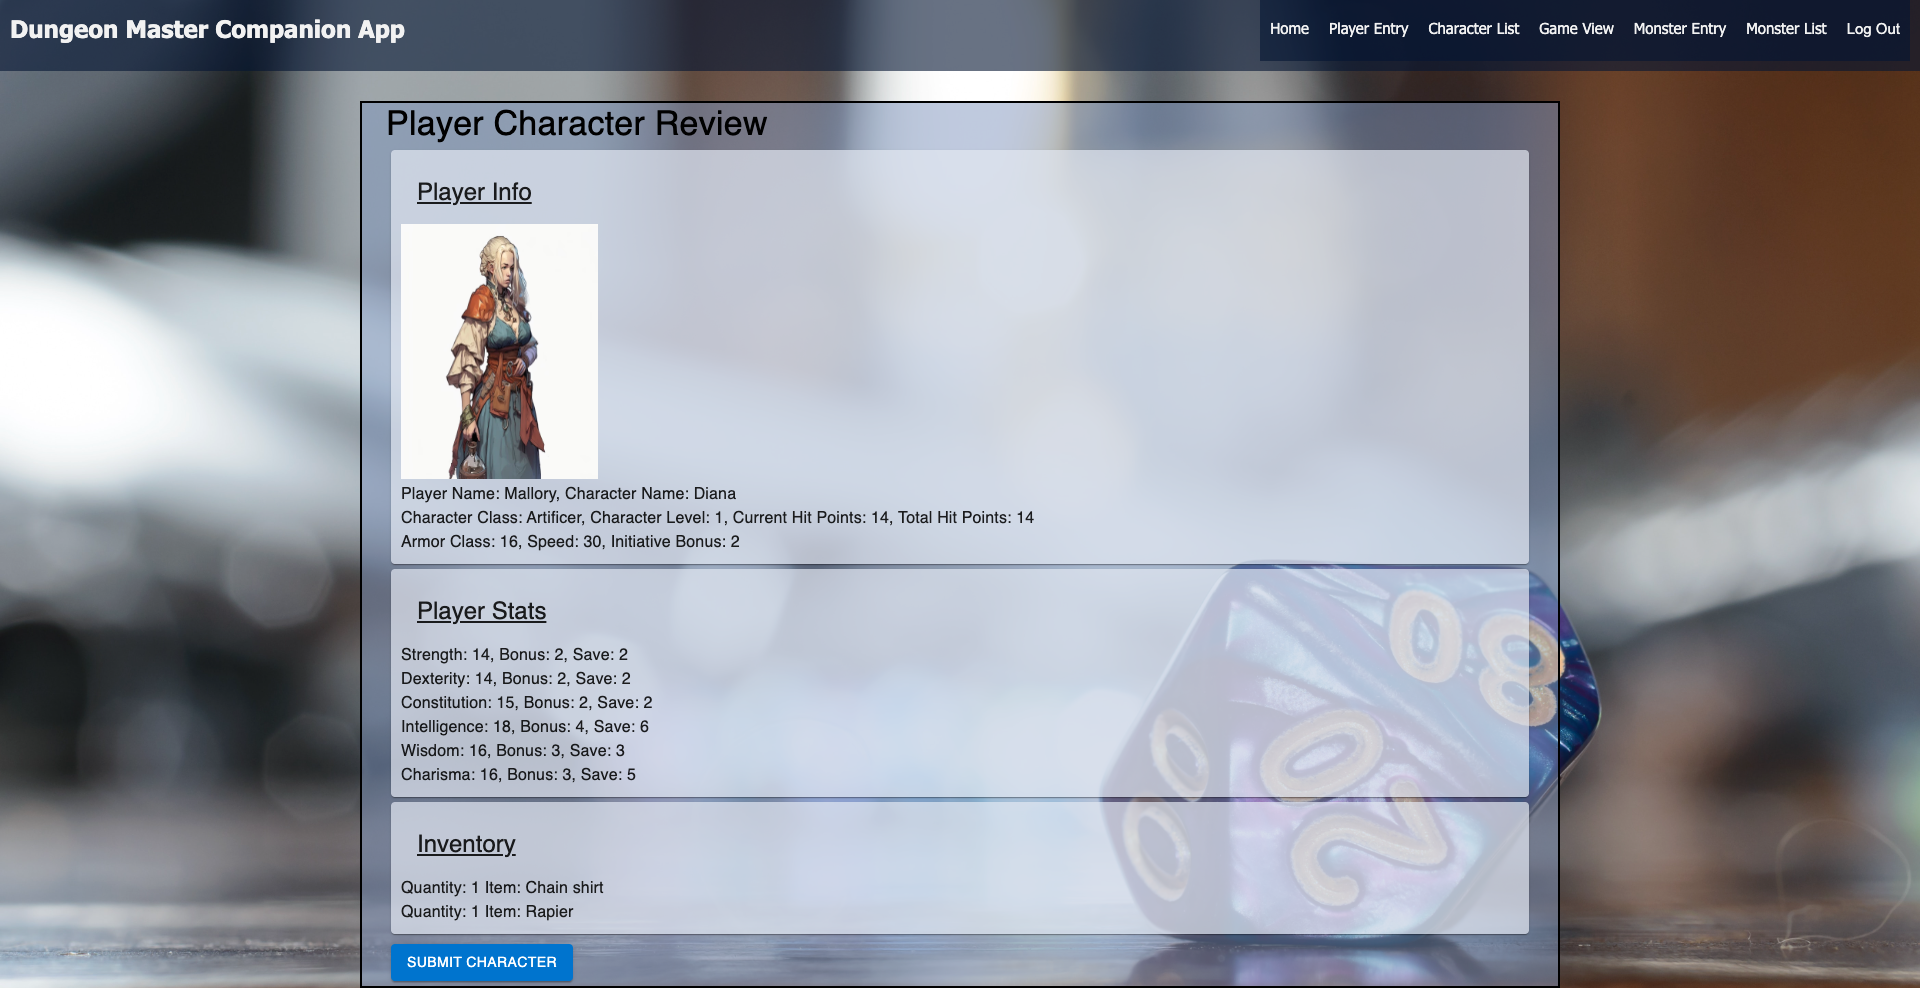 Dungeon Master Companion App
Home Player Entry Character List Game View Monster Entry Monster List Log Out
Player Character Review
Player Info
Player Name: Mallory, Character Name: Diana
Character Class: Artificer, Character Level: 1, Current Hit Points: 14, Total Hit Points: 14
Armor Class: 16, Speed: 30, Initiative Bonus: 2
Player Stats
Strength: 14, Bonus: 2, Save: 2
Dexterity: 14, Bonus: 2, Save: 2
Constitution: 15, Bonus: 2, Save: 2
Intelligence: 18, Bonus: 4, Save: 6
Wisdom: 16, Bonus: 3, Save: 3
Charisma: 16, Bonus: 3, Save: 5
00
80
00
20
Inventory
Quantity: 1 Item: Chain shirt
Quantity: 1 Item: Rapier
SUBMIT CHARACTER